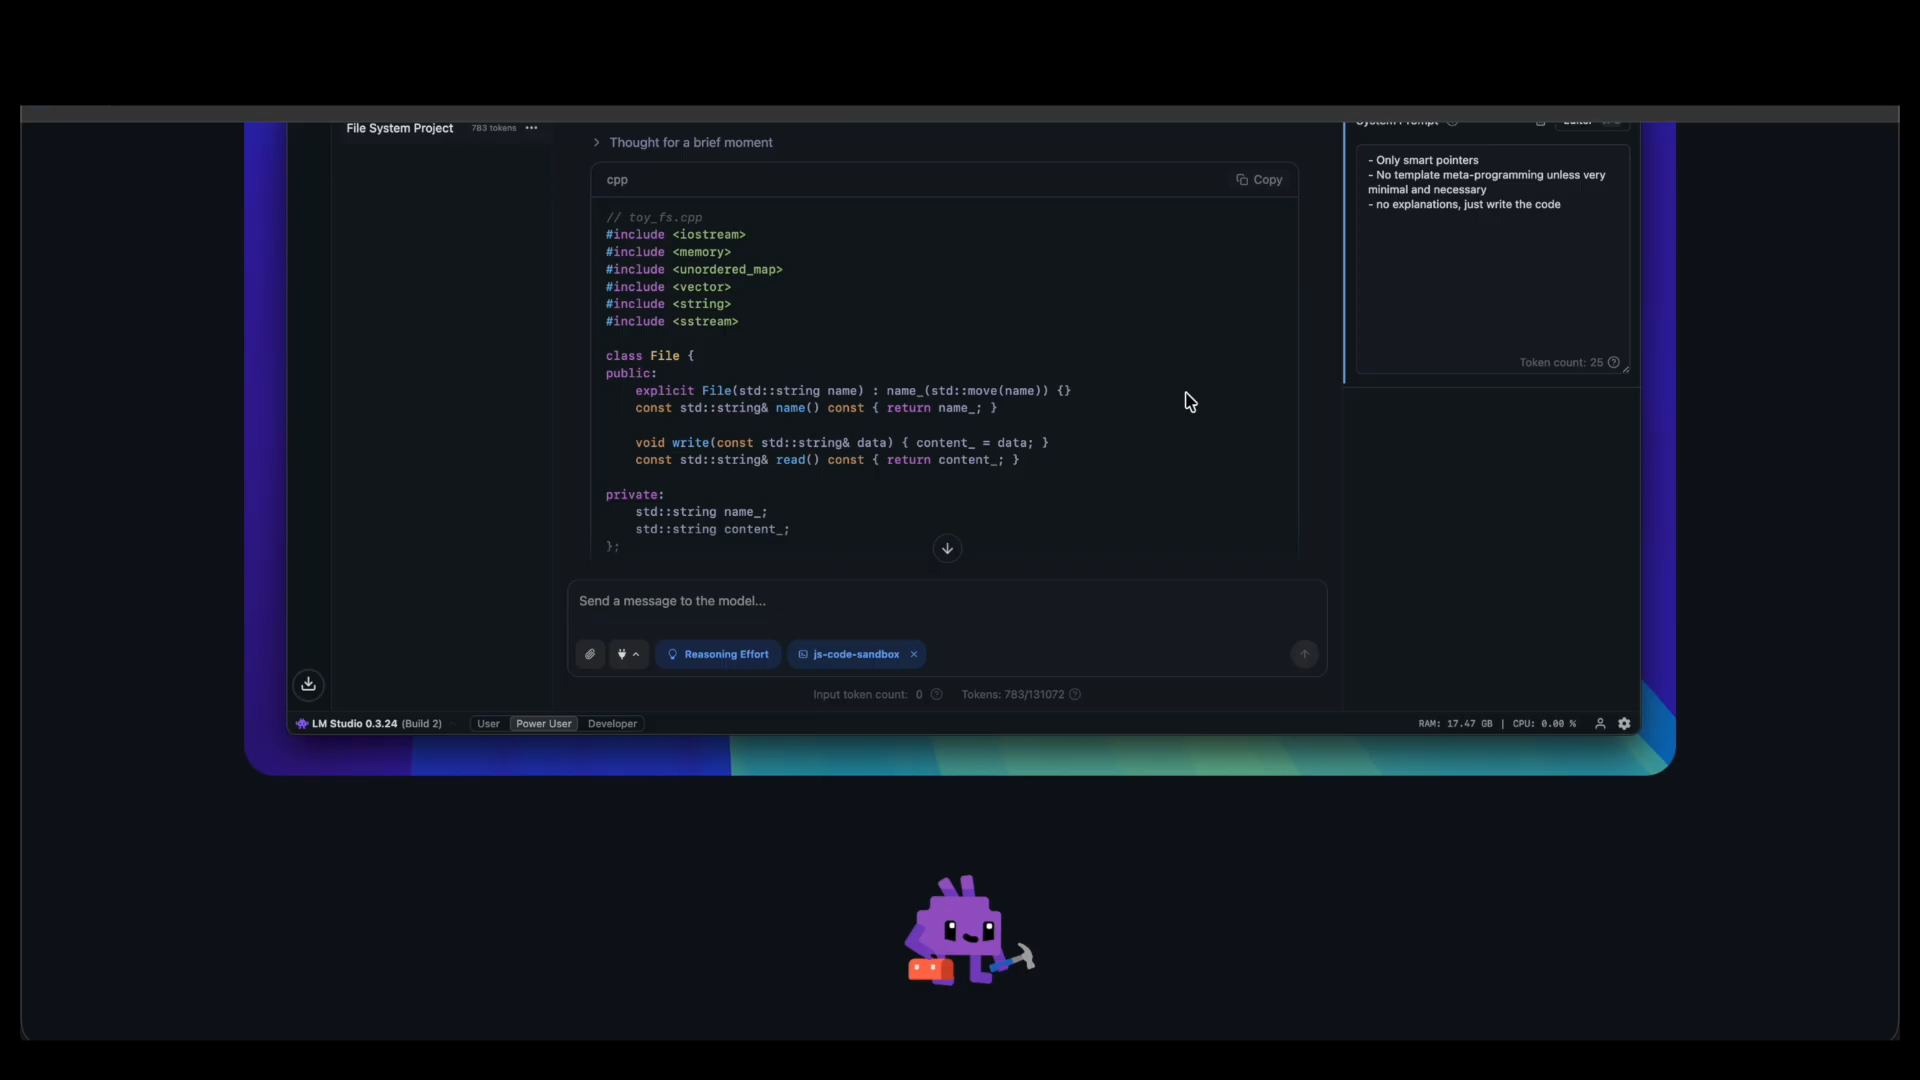 File System Project 783 tokens
Thought for a brief moment
System Prompt
Editor
cpp
Copy
// toy_fs.cpp
#include <iostream>
#include <memory>
#include <unordered_map>
#include <vector>
#include <string>
#include <sstream>
class File {
public:
explicit File(std::string name) : name_(std::move(name)) {}
const std::string& name() const { return name_; }
void write(const std::string& data) { content_ = data; }
const std::string& read() const { return content_; }
private:
std::string name_;
std::string content_;
};
- Only smart pointers
- No template meta-programming unless very
minimal and necessary
- no explanations, just write the code
Token count: 25
Send a message to the model...
Reasoning Effort
js-code-sandbox
Input token count: 0 Tokens: 783/131072
LM Studio 0.3.24 (Build 2) User Power User Developer
RAM: 17.47 GB | CPU: 0.00 %